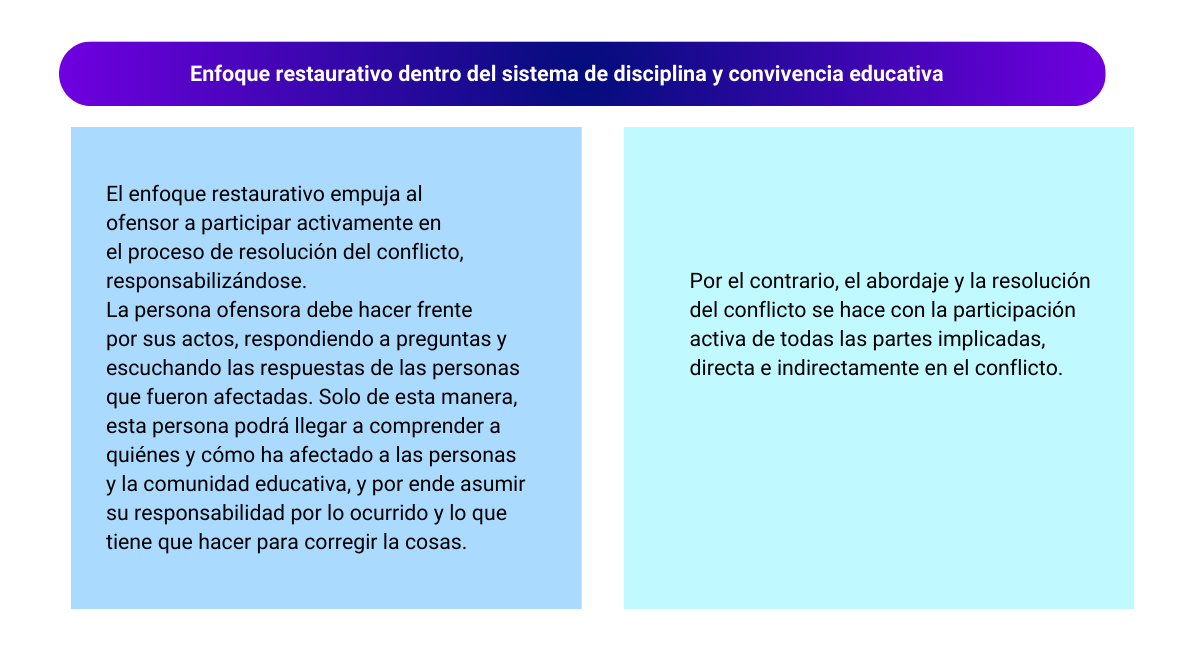 Enfoque restaurativo dentro del sistema de disciplina y convivencia educativa
El enfoque restaurativo empuja al
ofensor a participar activamente en
el proceso de resolución del conflicto,
responsabilizándose.
La persona ofensora debe hacer frente
por sus actos, respondiendo a preguntas y
escuchando las respuestas de las personas
que fueron afectadas. Solo de esta manera,
esta persona podrá llegar a comprender a
quiénes y cómo ha afectado a las personas
y la comunidad educativa, y por ende asumir
su responsabilidad por lo ocurrido y lo que
tiene que hacer para corregir la cosas.
Por el contrario, el abordaje y la resolución
del conflicto se hace con la participación
activa de todas las partes implicadas,
directa e indirectamente en el conflicto.